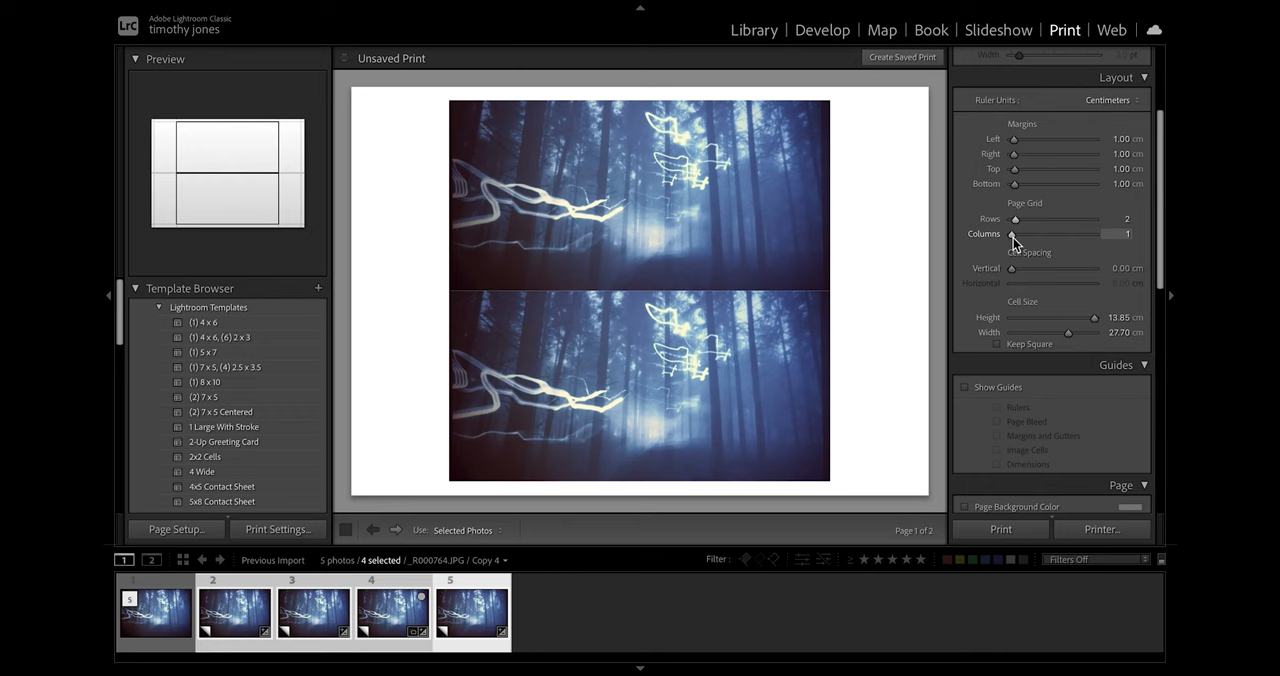 LrC
Adobe Lightroom Classic
timothy jones
Library | Develop | Map | Book | Slideshow | Print | Web
Preview
Unsaved Print
Create Saved Print
Width
Layout
Ruler Units : Centimeters
Margins
Left 1.00 cm
Right 1.00 cm
Top 1.00 cm
Bottom 1.00 cm
Page Grid
Rows 2
Columns 1
Spacing
Vertical 0.00 cm
Horizontal 0.00 cm
Cell Size
Height 13.85 cm
Width 27.70 cm
Keep Square
Guides
Show Guides
Rulers
Page Bleed
Margins and Gutters
Image Cells
Dimensions
Page
Page Background Color
Template Browser +
Lightroom Templates
(1) 4 x 6
(1) 4 x 6, (6) 2 x 3
(1) 5 x 7
(1) 7 x 5, (4) 2.5 x 3.5
(1) 8 x 10
(2) 7 x 5
(2) 7 x 5 Centered
1 Large With Stroke
2-Up Greeting Card
2x2 Cells
4 Wide
4x5 Contact Sheet
5x8 Contact Sheet
Page Setup...
Print Settings...
Use: Selected Photos
Page 1 of 2
Print
Printer...
1 2
Previous Import
5 photos / 4 selected / _R000764.JPG / Copy 4
Filter :
Filters Off
1 2 3 4 5
5